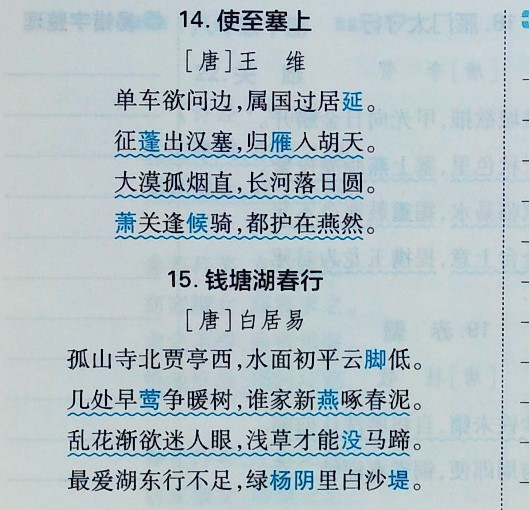 14. 使至塞上
[唐]王 维
单车欲问边,属国过居延。
征蓬出汉塞,归雁人胡天。
大漠孤烟直,长河落日圆。
萧关逢候骑,都护在燕然。
15. 钱塘湖春行
[唐]白居易
孤山寺北贾亭西,水面初平云脚低。
几处早莺争暖树,谁家新燕啄春泥。
乱花渐欲迷人眼,浅草才能没马蹄。
最爱湖东行不足,绿杨阴里白沙堤。